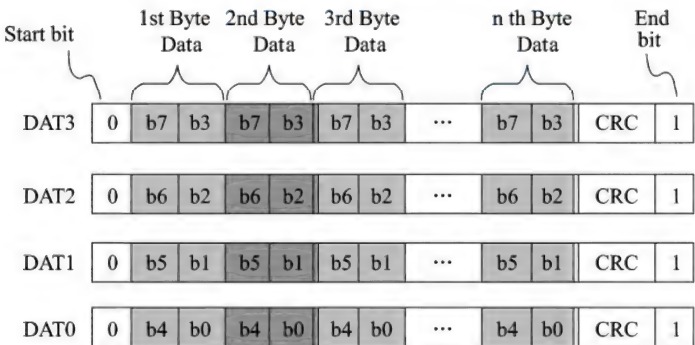 1st Byte 2nd Byte 3rd Byte n th Byte End
Start bit Data Data Data Data bit
DAT3 0 b7 b3 b7 b3 b7 b3 ... b7 b3 CRC 1
DAT2 0 b6 b2 b6 b2 b6 b2 ... b6 b2 CRC 1
DAT1 0 b5 b1 b5 b1 b5 b1 ... b5 b1 CRC 1
DAT0 0 b4 b0 b4 b0 b4 b0 ... b4 b0 CRC 1